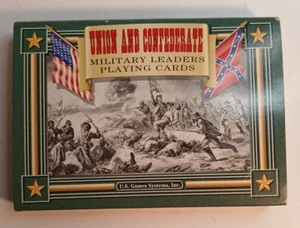 UNION AND CONFEDERATE
MILITARY LEADERS
PLAYING CARDS
U.S. Games Systems, Inc.